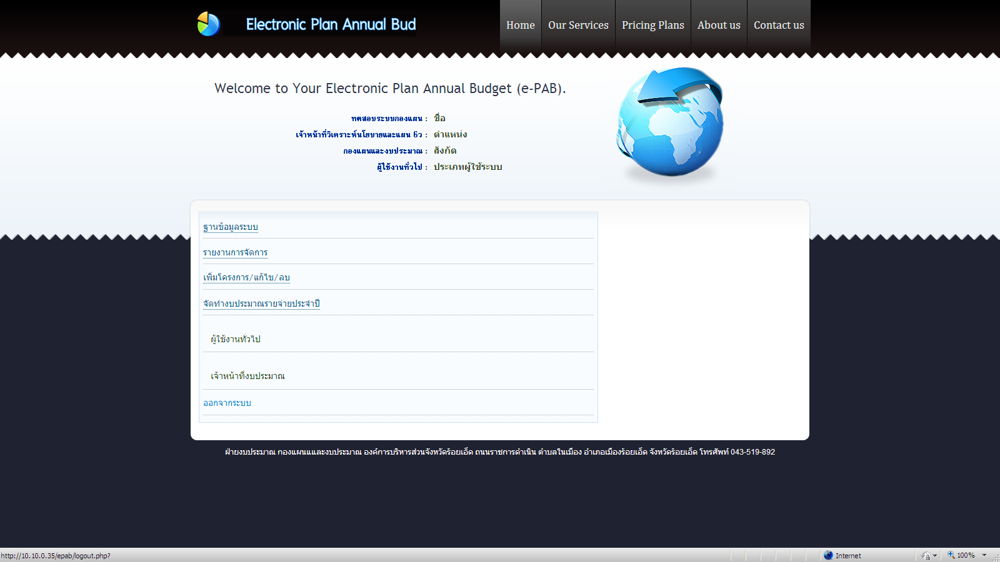 Electronic Plan Annual Bud
Home
Our Services
Pricing Plans
About us
Contact us
Welcome to Your Electronic Plan Annual Budget (e-PAB).
ทดสอบระบบกองแผน : ชื่อ
เจ้าหน้าที่วิเคราะห์นโยบายและแผน 6ว : ตำแหน่ง
กองแผนและงบประมาณ : สังกัด
ผู้ใช้งานทั่วไป : ประเภทผู้ใช้ระบบ
ฐานข้อมูลระบบ
รายงานการจัดการ
เพิ่มโครงการ/แก้ไข/ลบ
จัดทำงบประมาณรายจ่ายประจำปี
ผู้ใช้งานทั่วไป
เจ้าหน้าที่งบประมาณ
ออกจากระบบ
ฝ่ายงบประมาณ กองแผนแและงบประมาณ องค์การบริหารส่วนจังหวัดร้อยเอ็ด ถนนราชการดำเนิน ตำบลในเมือง อำเภอเมืองร้อยเอ็ด จังหวัดร้อยเอ็ด โทรศัพท์ 043-519-892
http://10.10.0.35/epab/logout.php?
Internet
100%